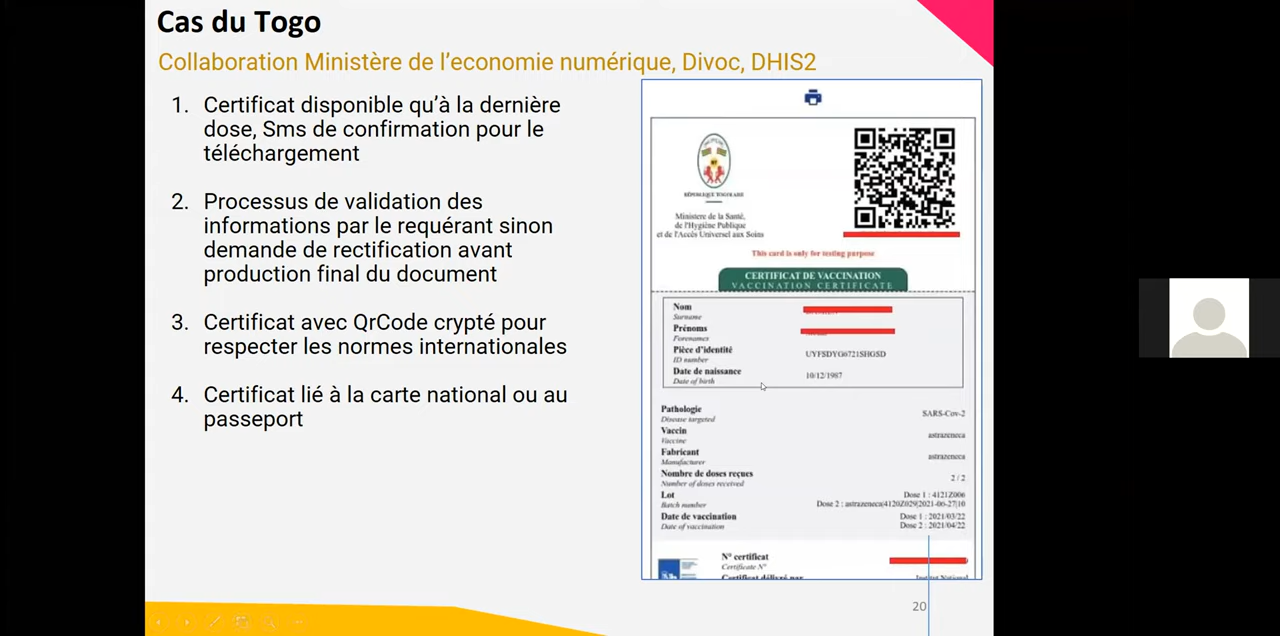 Cas du Togo
Collaboration Ministère de l'economie numérique, Divoc, DHIS2
1. Certificat disponible qu'à la dernière
dose, Sms de confirmation pour le
téléchargement
2. Processus de validation des
informations par le requérant sinon
demande de rectification avant
production final du document
3. Certificat avec QrCode crypté pour
respecter les normes internationales
4. Certificat lié à la carte national ou au
passeport
RÉPUBLIQUE TOGOLAISE
Ministere de la Santé,
de l'Hygiène Publique
et de l'Accès Universel aux Soins
This card is only for testing purpose
CERTIFICAT DE VACCINATION
VACCINATION CERTIFICATE
Nom
Surname
Prénoms
Forenames
Pièce d'identité
ID number
UYFSDYG6721SHGSD
Date de naissance
Date of birth
10/12/1987
Pathologie
Disease targeted
SARS-Cov-2
Vaccin
Vaccine
astrazeneca
Fabricant
Manufacturer
astrazeneca
Nombre de doses reçues
Number of doses received
2 / 2
Lot
Batch number
Dose 1 : 4121Z006
Dose 2 : astrazeneca|4120Z029|2021-06-27|10
Date de vaccination
Date of vaccination
Dose 1 : 2021/03/22
Dose 2 : 2021/04/22
N° certificat
Certificate N°
Certificat délivré par
Institut National
20